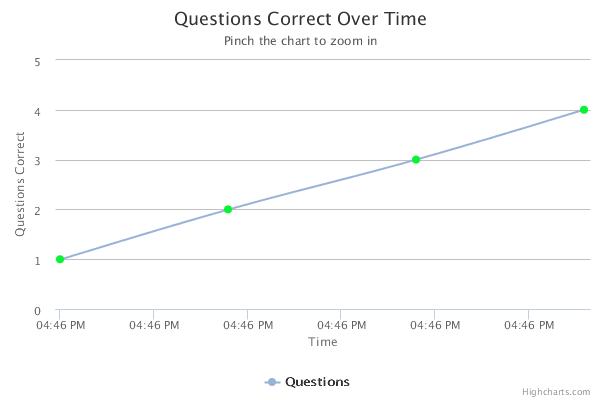 Questions Correct Over Time
Pinch the chart to zoom in
5
4
3
2
1
0
Questions Correct
04:46 PM 04:46 PM 04:46 PM 04:46 PM 04:46 PM 04:46 PM
Time
Questions
Highcharts.com